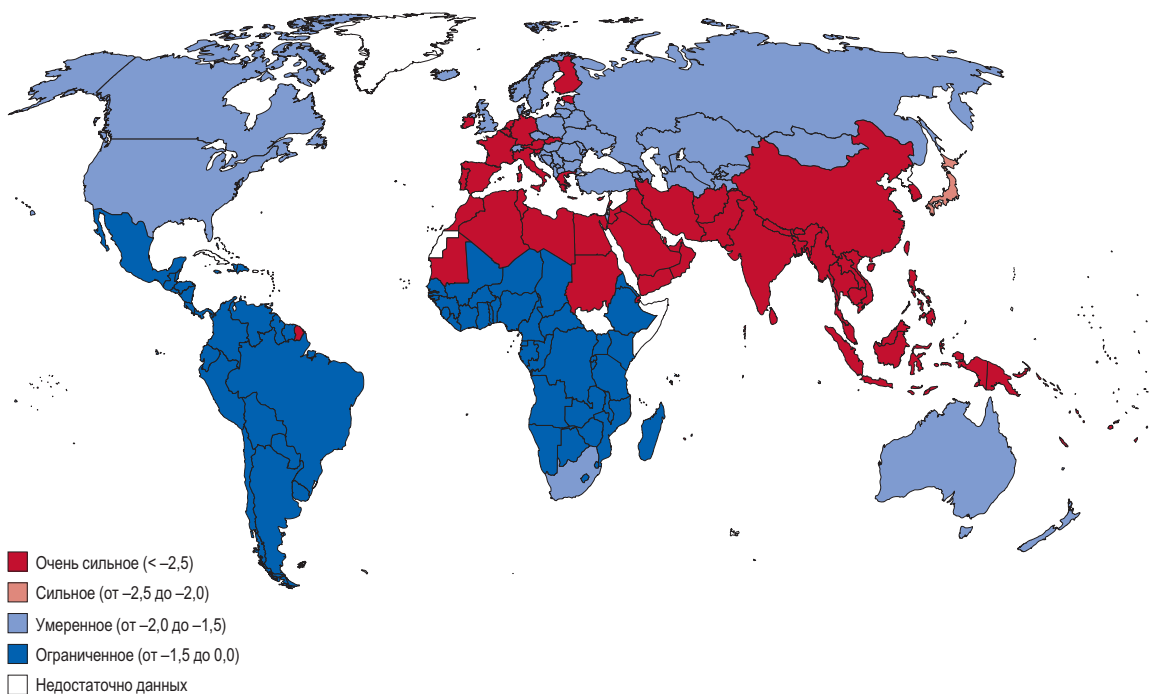 Очень сильное (< –2,5)
Сильное (от –2,5 до –2,0)
Умеренное (от –2,0 до –1,5)
Ограниченное (от –1,5 до 0,0)
Недостаточно данных